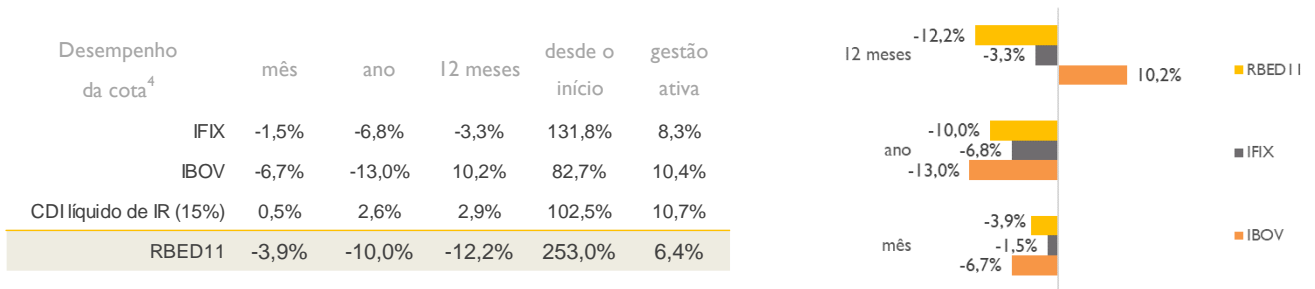 Desempenho da cota4 mês ano 12 meses desde o início gestão ativa
IFIX -1,5% -6,8% -3,3% 131,8% 8,3%
IBOV -6,7% -13,0% 10,2% 82,7% 10,4%
CDI líquido de IR (15%) 0,5% 2,6% 2,9% 102,5% 10,7%
RBED11 -3,9% -10,0% -12,2% 253,0% 6,4%
12 meses
-12,2%
-3,3%
10,2%
ano
-10,0%
-6,8%
-13,0%
mês
-3,9%
-1,5%
-6,7%
RBED11
IFIX
IBOV